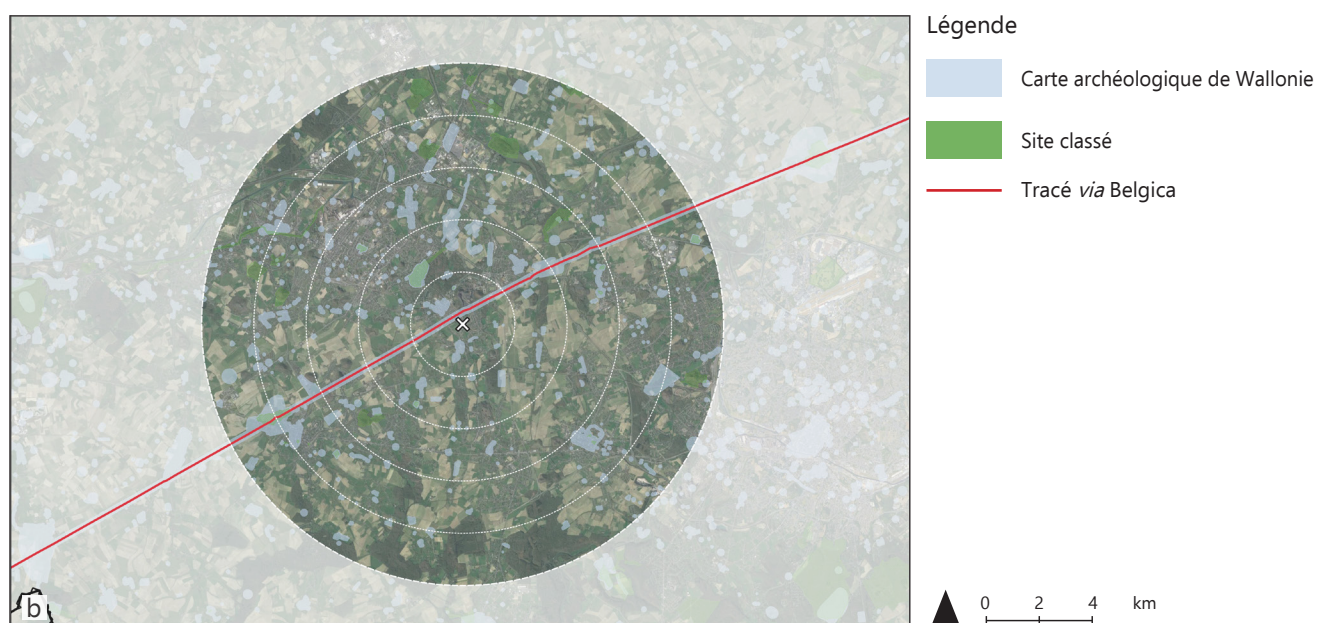 Légende
Carte archéologique de Wallonie
Site classé
Tracé via Belgica
b
0 2 4 km